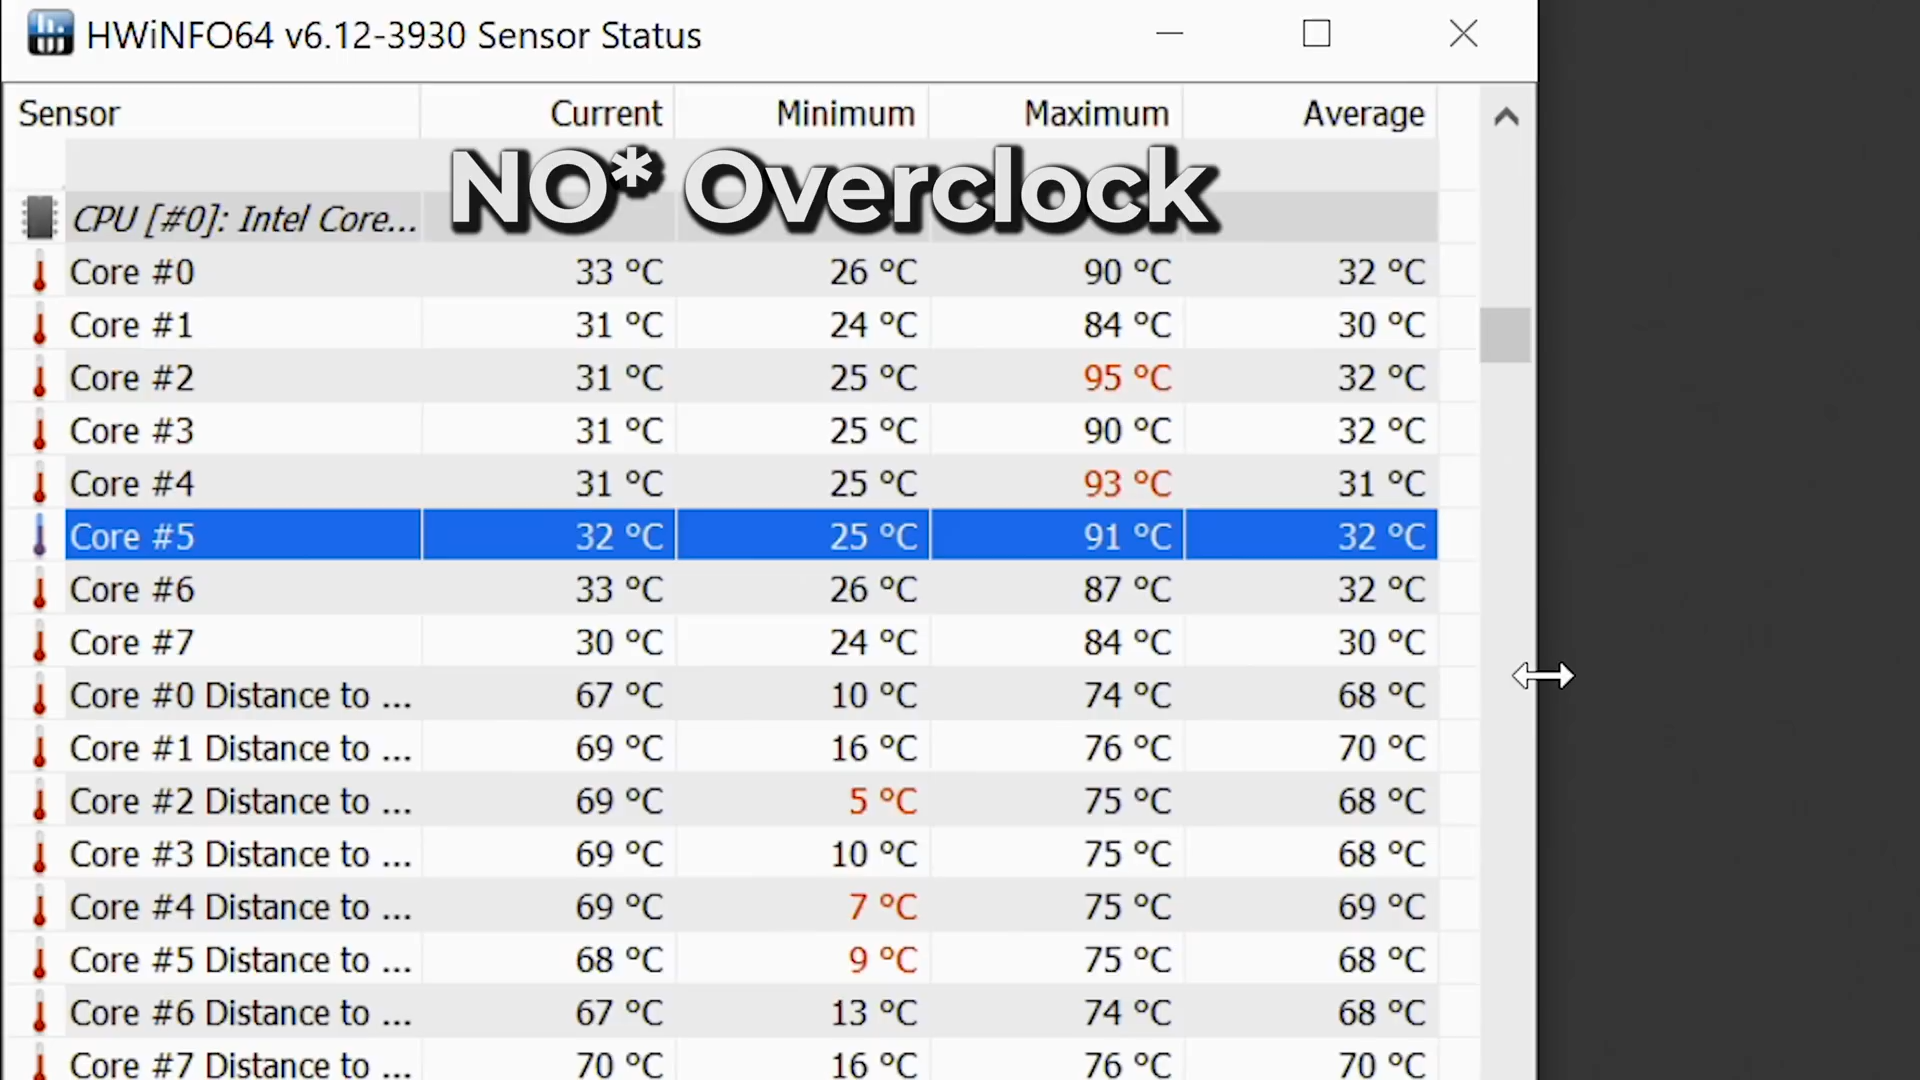 HWiNFO64 v6.12-3930 Sensor Status
Sensor Current Minimum Maximum Average
NO* Overclock
CPU [#0]: Intel Core...
Core #0 33 °C 26 °C 90 °C 32 °C
Core #1 31 °C 24 °C 84 °C 30 °C
Core #2 31 °C 25 °C 95 °C 32 °C
Core #3 31 °C 25 °C 90 °C 32 °C
Core #4 31 °C 25 °C 93 °C 31 °C
Core #5 32 °C 25 °C 91 °C 32 °C
Core #6 33 °C 26 °C 87 °C 32 °C
Core #7 30 °C 24 °C 84 °C 30 °C
Core #0 Distance to ... 67 °C 10 °C 74 °C 68 °C
Core #1 Distance to ... 69 °C 16 °C 76 °C 70 °C
Core #2 Distance to ... 69 °C 5 °C 75 °C 68 °C
Core #3 Distance to ... 69 °C 10 °C 75 °C 68 °C
Core #4 Distance to ... 69 °C 7 °C 75 °C 69 °C
Core #5 Distance to ... 68 °C 9 °C 75 °C 68 °C
Core #6 Distance to ... 67 °C 13 °C 74 °C 68 °C
Core #7 Distance to ... 70 °C 16 °C 76 °C 70 °C